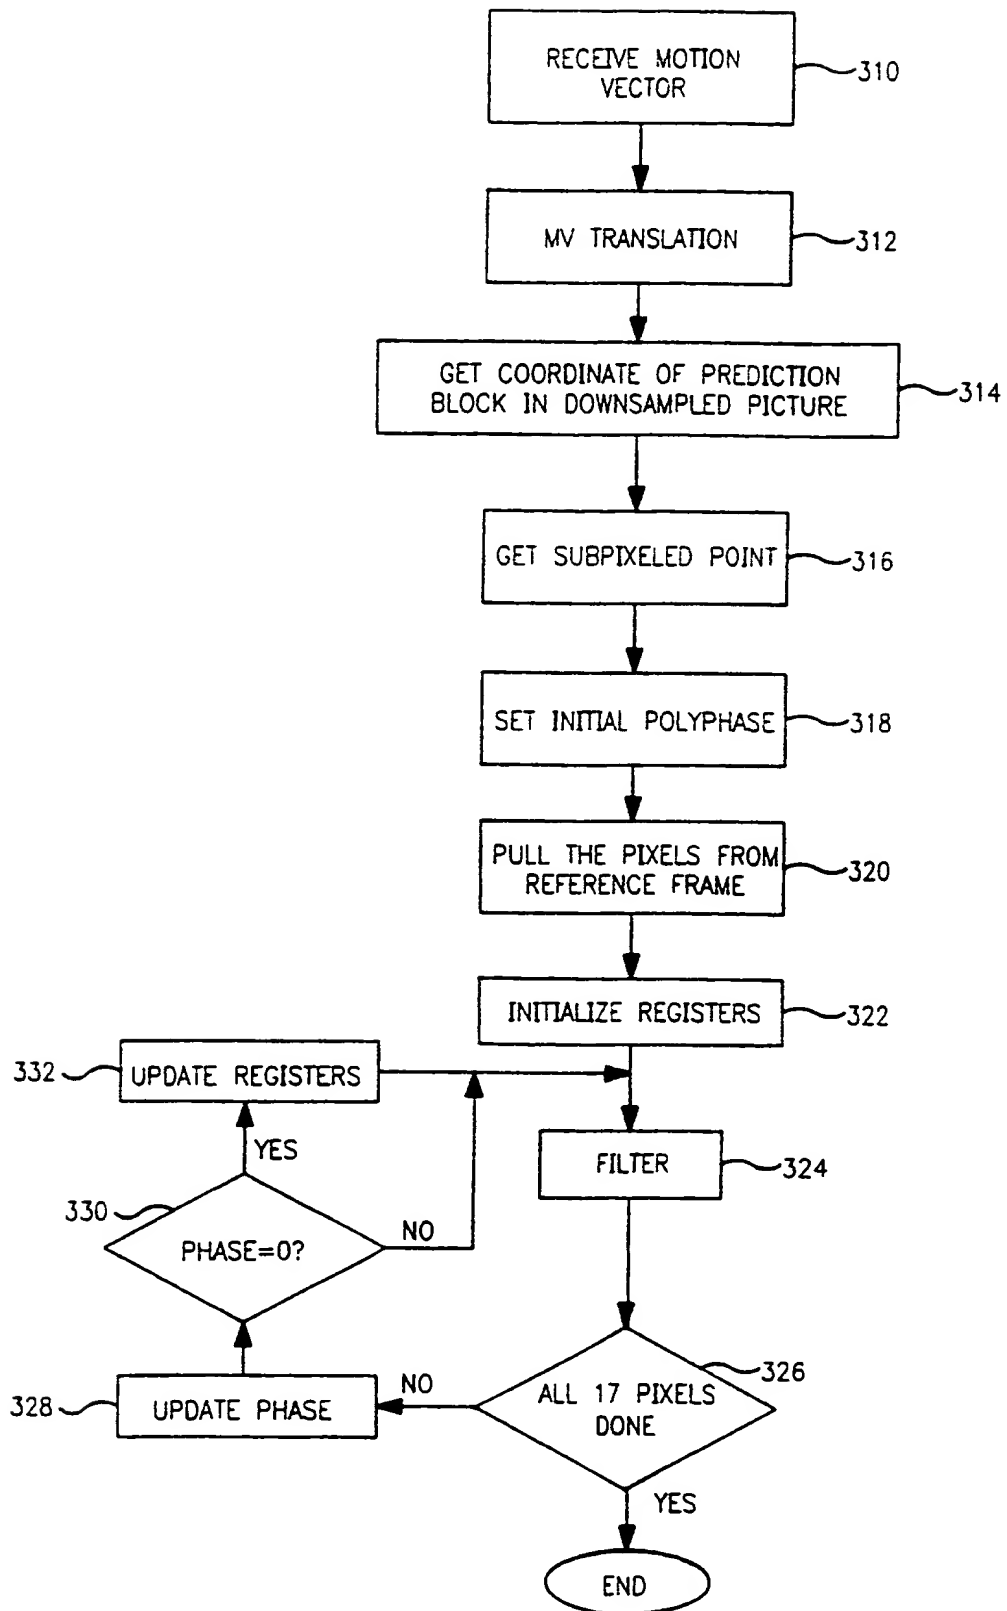 RECEIVE MOTION
VECTOR
310
MV TRANSLATION
312
GET COORDINATE OF PREDICTION
BLOCK IN DOWNSAMPLED PICTURE
314
GET SUBPIXELED POINT
316
SET INITIAL POLYPHASE
318
PULL THE PIXELS FROM
REFERENCE FRAME
320
INITIALIZE REGISTERS
322
332
UPDATE REGISTERS
YES
FILTER
324
330
PHASE=0?
NO
326
ALL 17 PIXELS
DONE
NO
328
UPDATE PHASE
YES
END